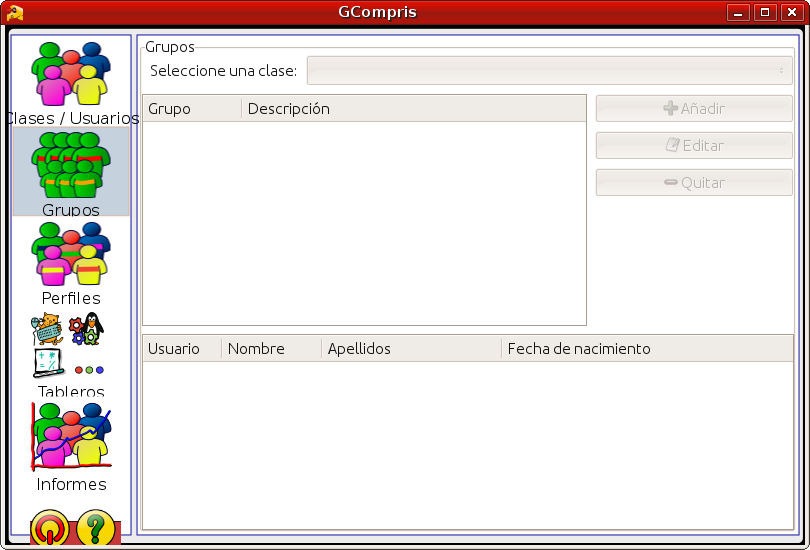 GCompris
Clases / Usuarios
Grupos
Perfiles
Tableros
Informes
Grupos
Seleccione una clase:
Grupo Descripción
Añadir
Editar
Quitar
Usuario Nombre Apellidos Fecha de nacimiento